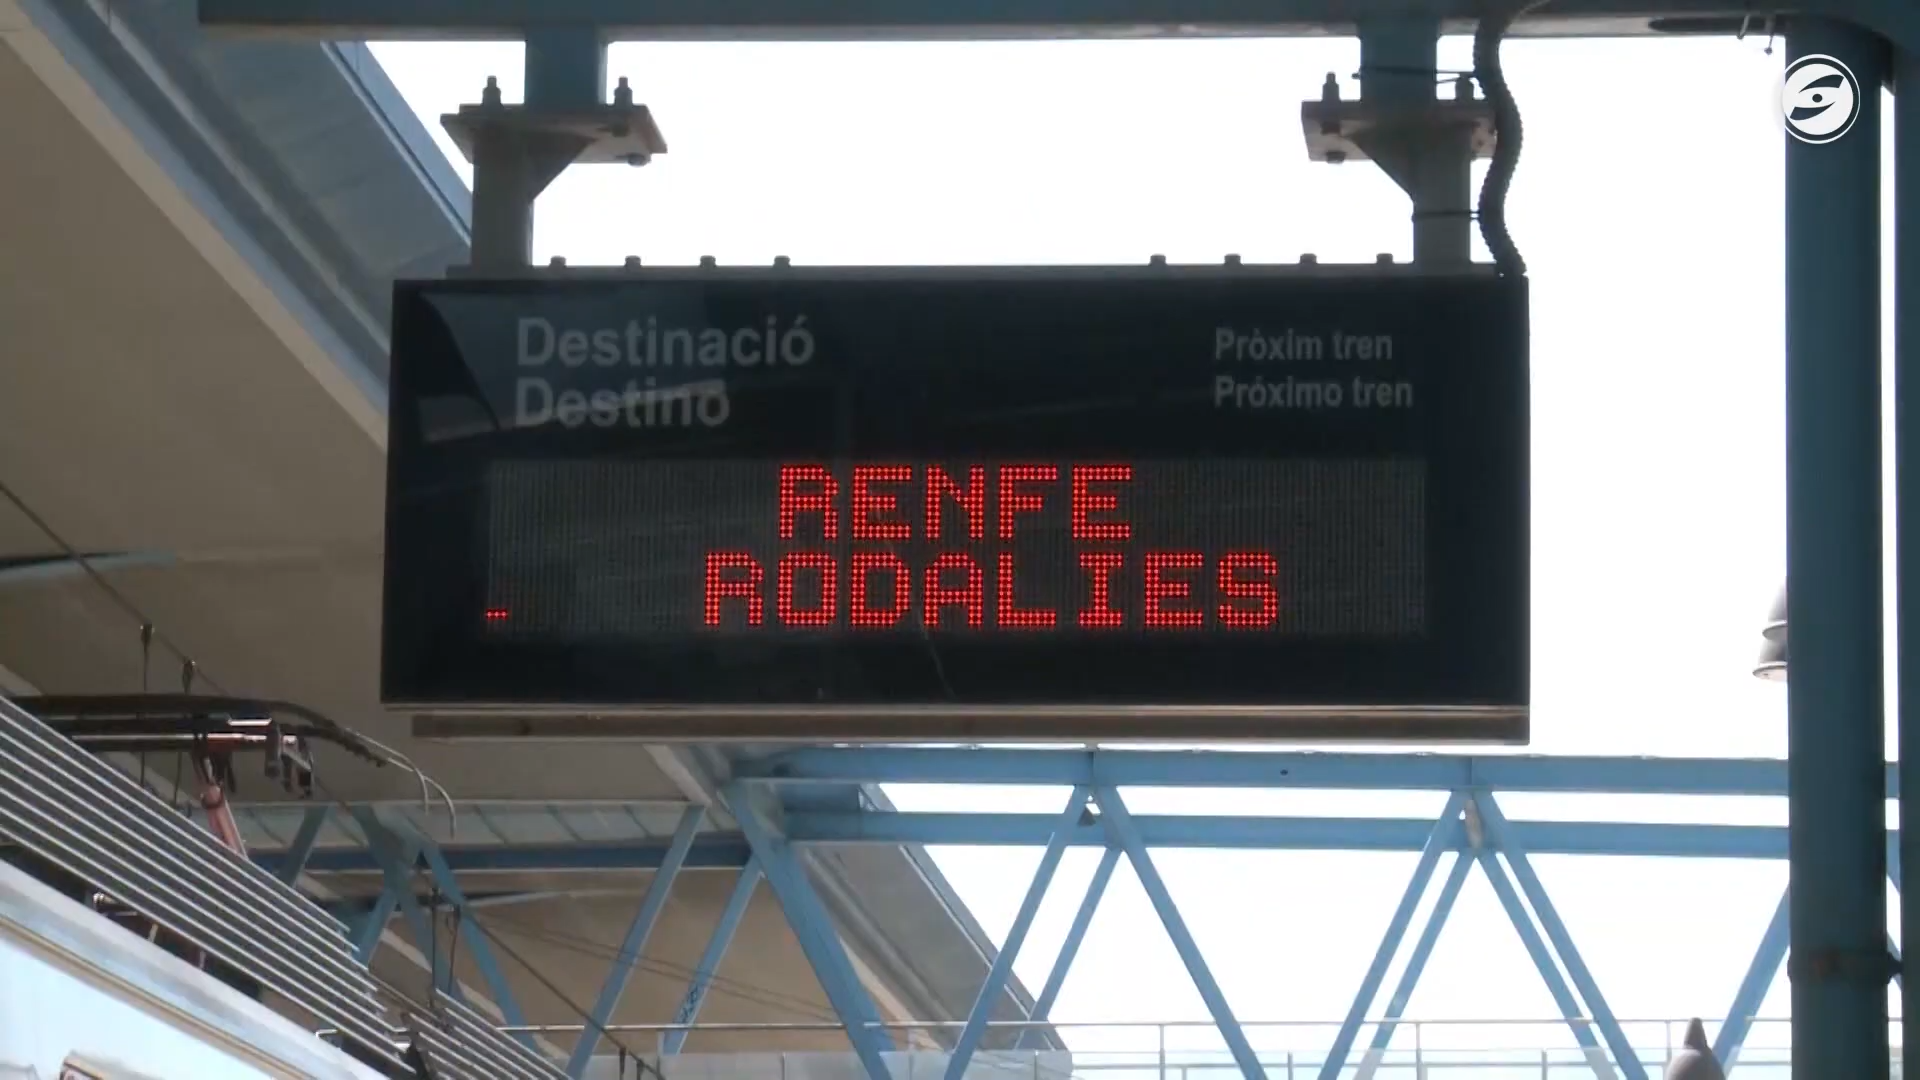 Destinació
Destino
Pròxim tren
Próximo tren
RENFE
RODALIES